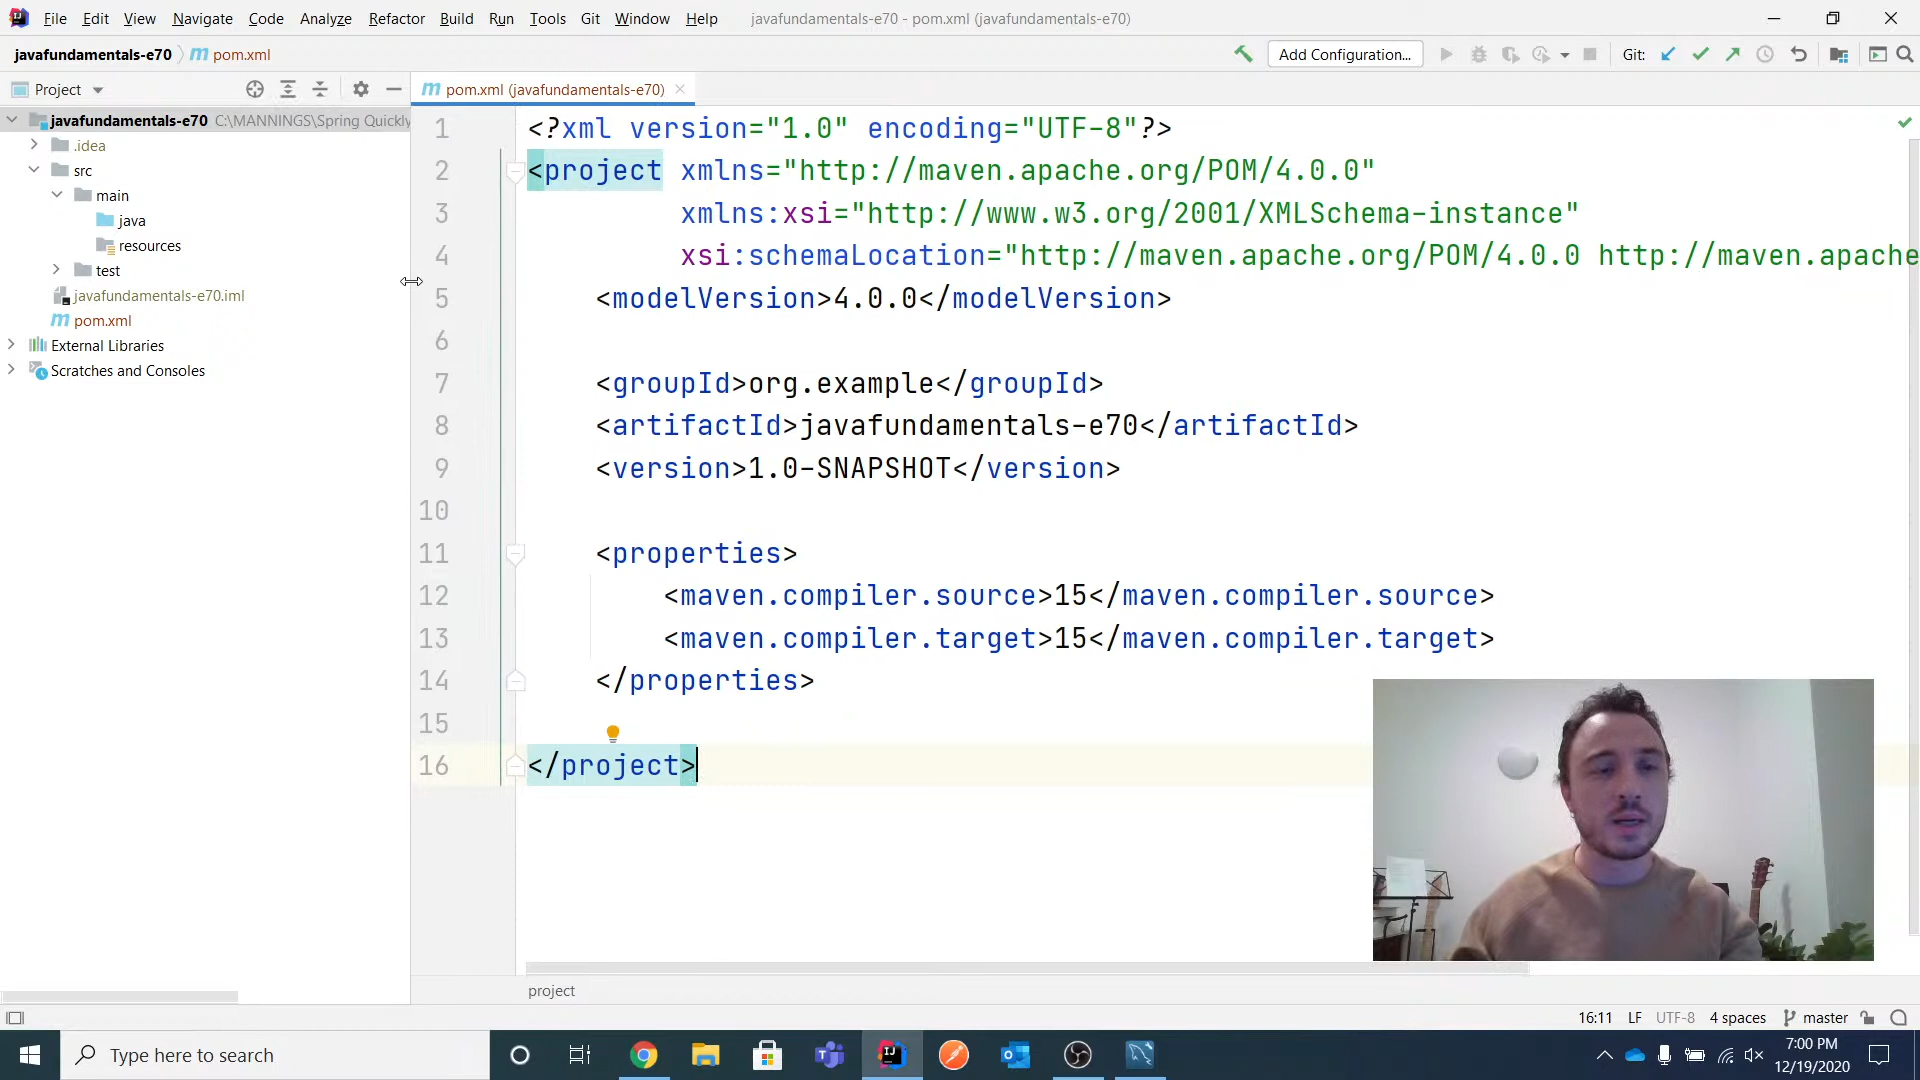 File Edit View Navigate Code Analyze Refactor Build Run Tools Git Window Help javafundamentals-e70 - pom.xml (javafundamentals-e70)
javafundamentals-e70 m pom.xml Add Configuration... Git:
Project m pom.xml (javafundamentals-e70)
javafundamentals-e70 C:\MANNINGS\Spring Quickly
.idea
src
main
java
resources
test
javafundamentals-e70.iml
m pom.xml
External Libraries
Scratches and Consoles
1 <?xml version="1.0" encoding="UTF-8"?>
2 <project xmlns="http://maven.apache.org/POM/4.0.0"
3 xmlns:xsi="http://www.w3.org/2001/XMLSchema-instance"
4 xsi:schemaLocation="http://maven.apache.org/POM/4.0.0 http://maven.apache
5 <modelVersion>4.0.0</modelVersion>
6
7 <groupId>org.example</groupId>
8 <artifactId>javafundamentals-e70</artifactId>
9 <version>1.0-SNAPSHOT</version>
10
11 <properties>
12 <maven.compiler.source>15</maven.compiler.source>
13 <maven.compiler.target>15</maven.compiler.target>
14 </properties>
15
16 </project>
project
16:11 LF UTF-8 4 spaces master
Type here to search
7:00 PM
12/19/2020